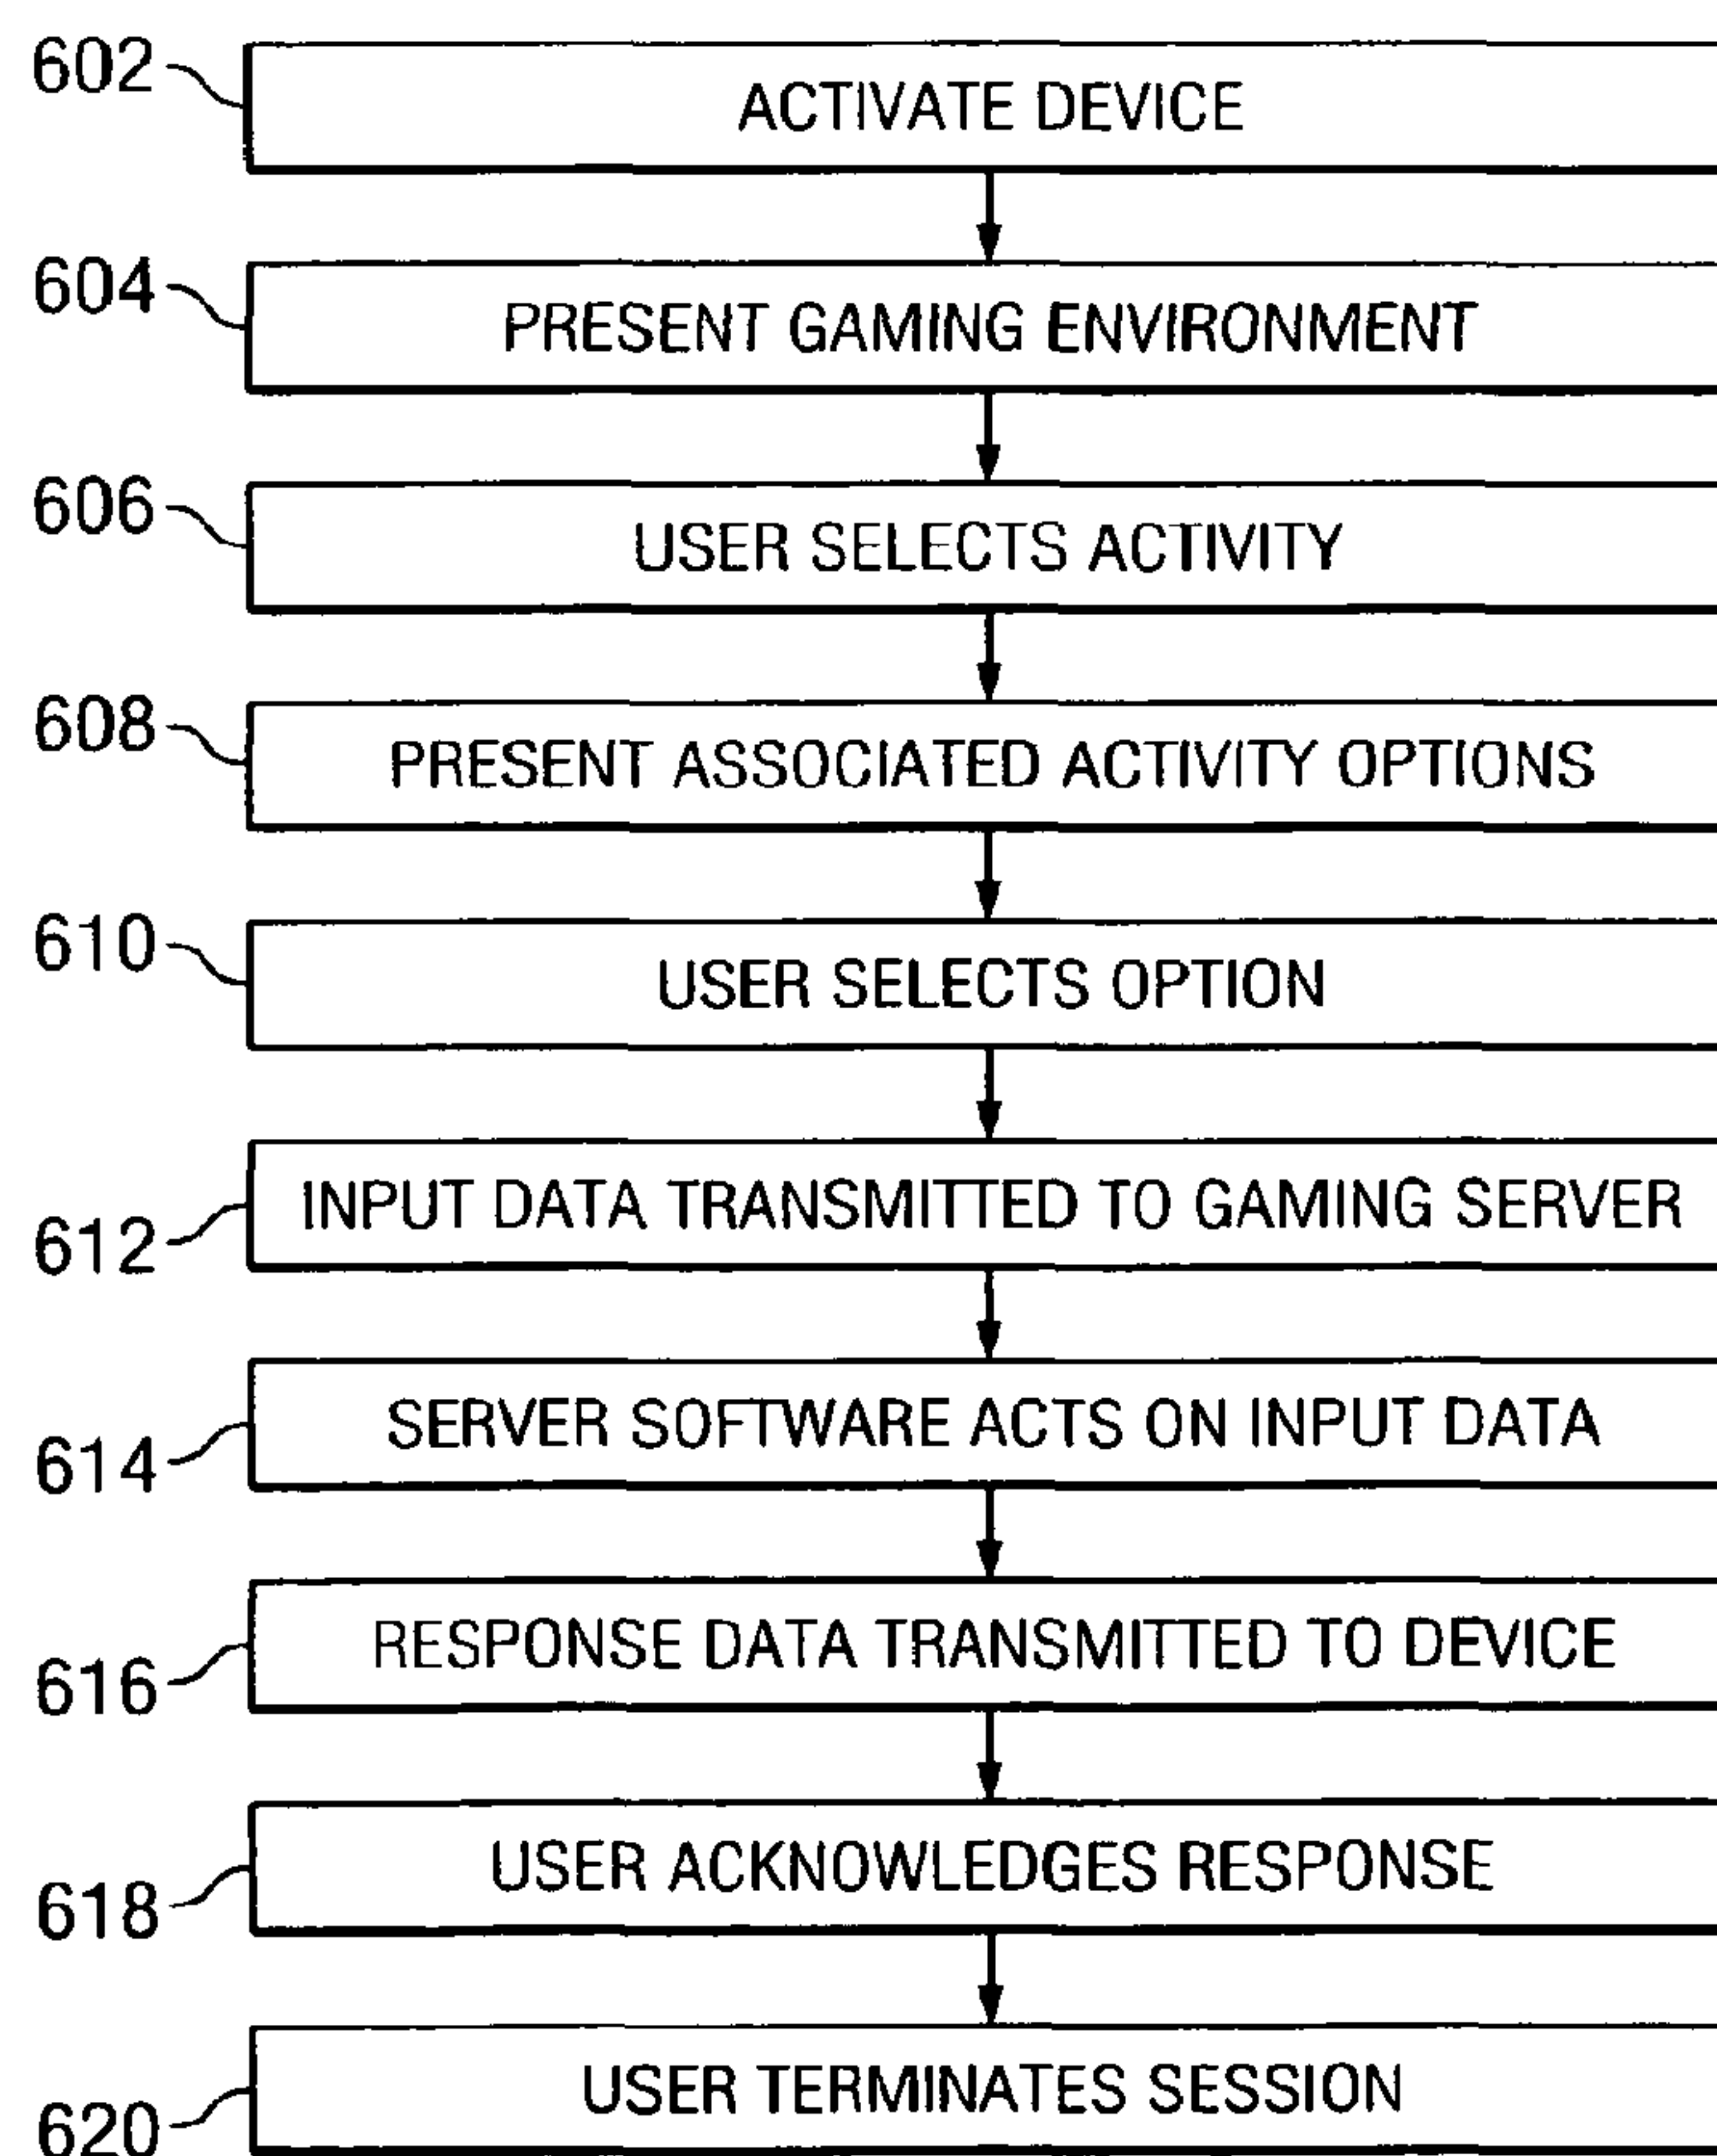 602
ACTIVATE DEVICE
604
PRESENT GAMING ENVIRONMENT
606
USER SELECTS ACTIVITY
608
PRESENT ASSOCIATED ACTIVITY OPTIONS
610
USER SELECTS OPTION
612
INPUT DATA TRANSMITTED TO GAMING SERVER
614
SERVER SOFTWARE ACTS ON INPUT DATA
616
RESPONSE DATA TRANSMITTED TO DEVICE
618
USER ACKNOWLEDGES RESPONSE
620
USER TERMINATES SESSION